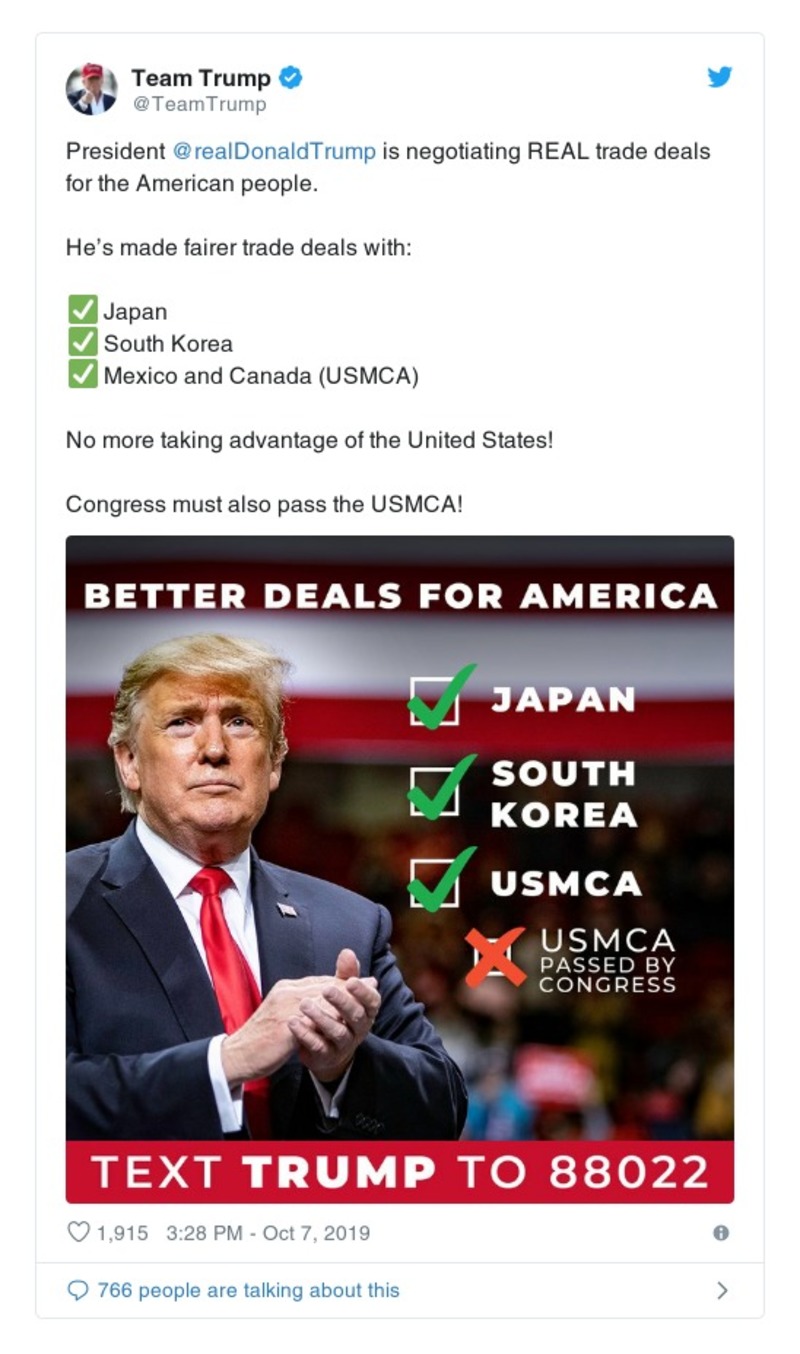 Team Trump
@TeamTrump
President @realDonaldTrump is negotiating REAL trade deals
for the American people.
He’s made fairer trade deals with:
✅ Japan
✅ South Korea
✅ Mexico and Canada (USMCA)
No more taking advantage of the United States!
Congress must also pass the USMCA!
BETTER DEALS FOR AMERICA
JAPAN
SOUTH
KOREA
USMCA
USMCA
PASSED BY
CONGRESS
TEXT TRUMP TO 88022
1,915 3:28 PM - Oct 7, 2019
766 people are talking about this